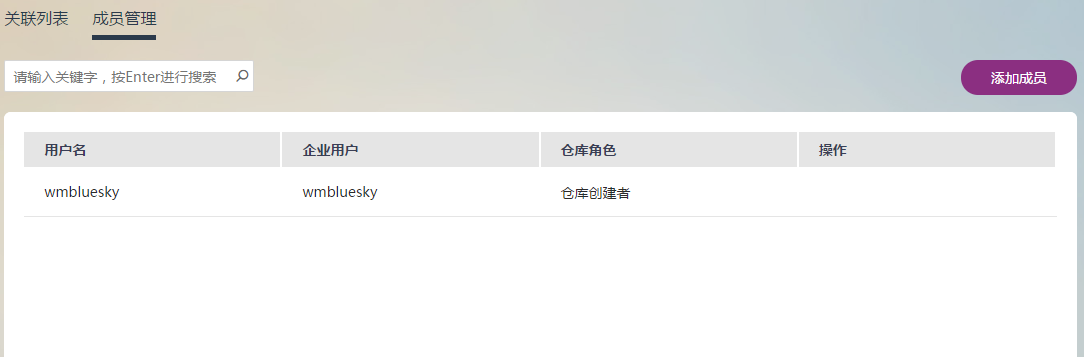 关联列表 成员管理
请输入关键字，按Enter进行搜索 添加成员
用户名 企业用户 仓库角色 操作
wmbluesky wmbluesky 仓库创建者